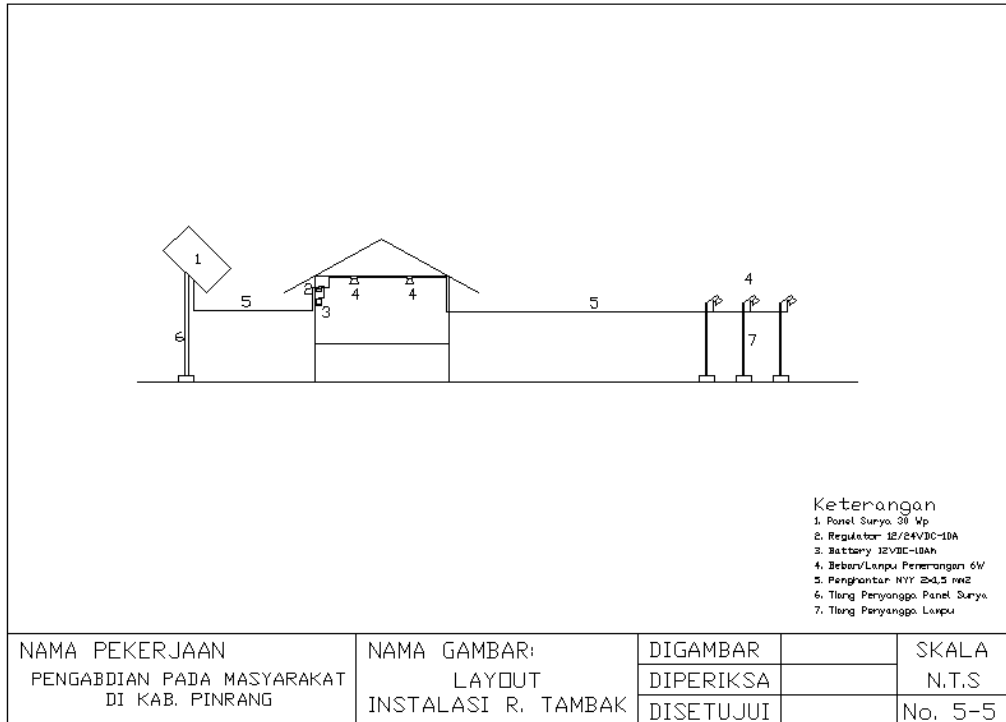 1
5
2
3
4
4
5
4
6
7
Keterangan
1. Panel Surya 30 Wp
2. Regulator 12/24VDC-10A
3. Battery 12VDC-10Ah
4. Beban/Lampu Penerangan 6W
5. Penghantar NYY 2x1,5 mm2
6. Tiang Penyangga Panel Surya
7. Tiang Penyangga Lampu
NAMA PEKERJAAN
PENGABDIAN PADA MASYARAKAT
DI KAB. PINRANG
NAMA GAMBAR:
LAYOUT
INSTALASI R. TAMBAK
DIGAMBAR
DIPERIKSA
DISETUJUI
SKALA
N.T.S
No. 5-5